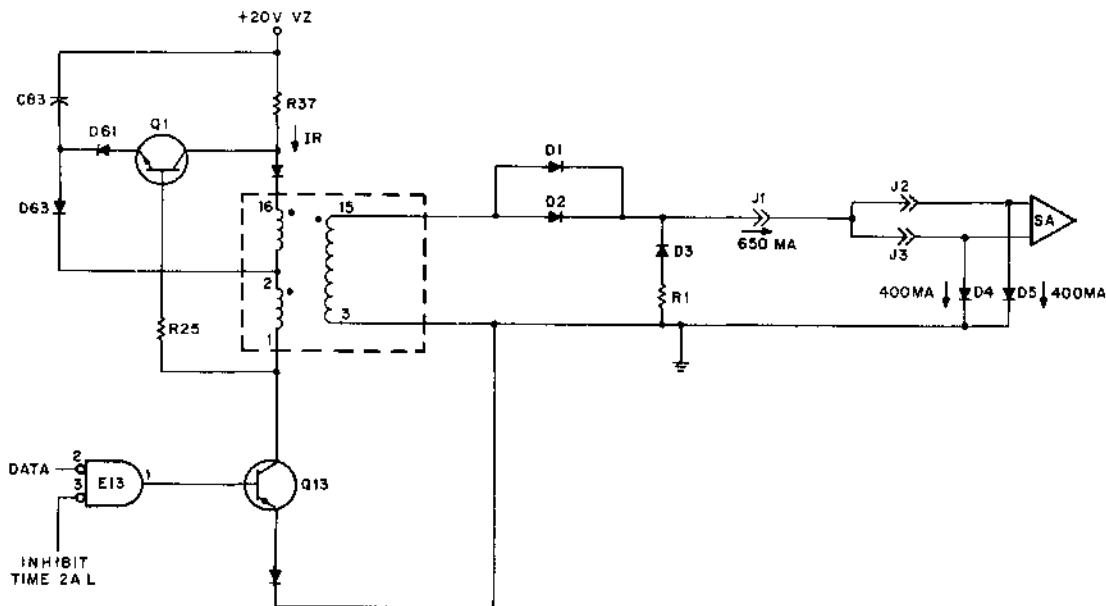 +20V VZ
C83
R37
D61
Q1
IR
D63
16
15
2
1
3
R25
D1
D2
J1
650 MA
D3
R1
J2
J3
SA
400MA
D4
D5
400MA
DATA
2
3
E13
1
Q13
INHIBIT
TIME 2A L